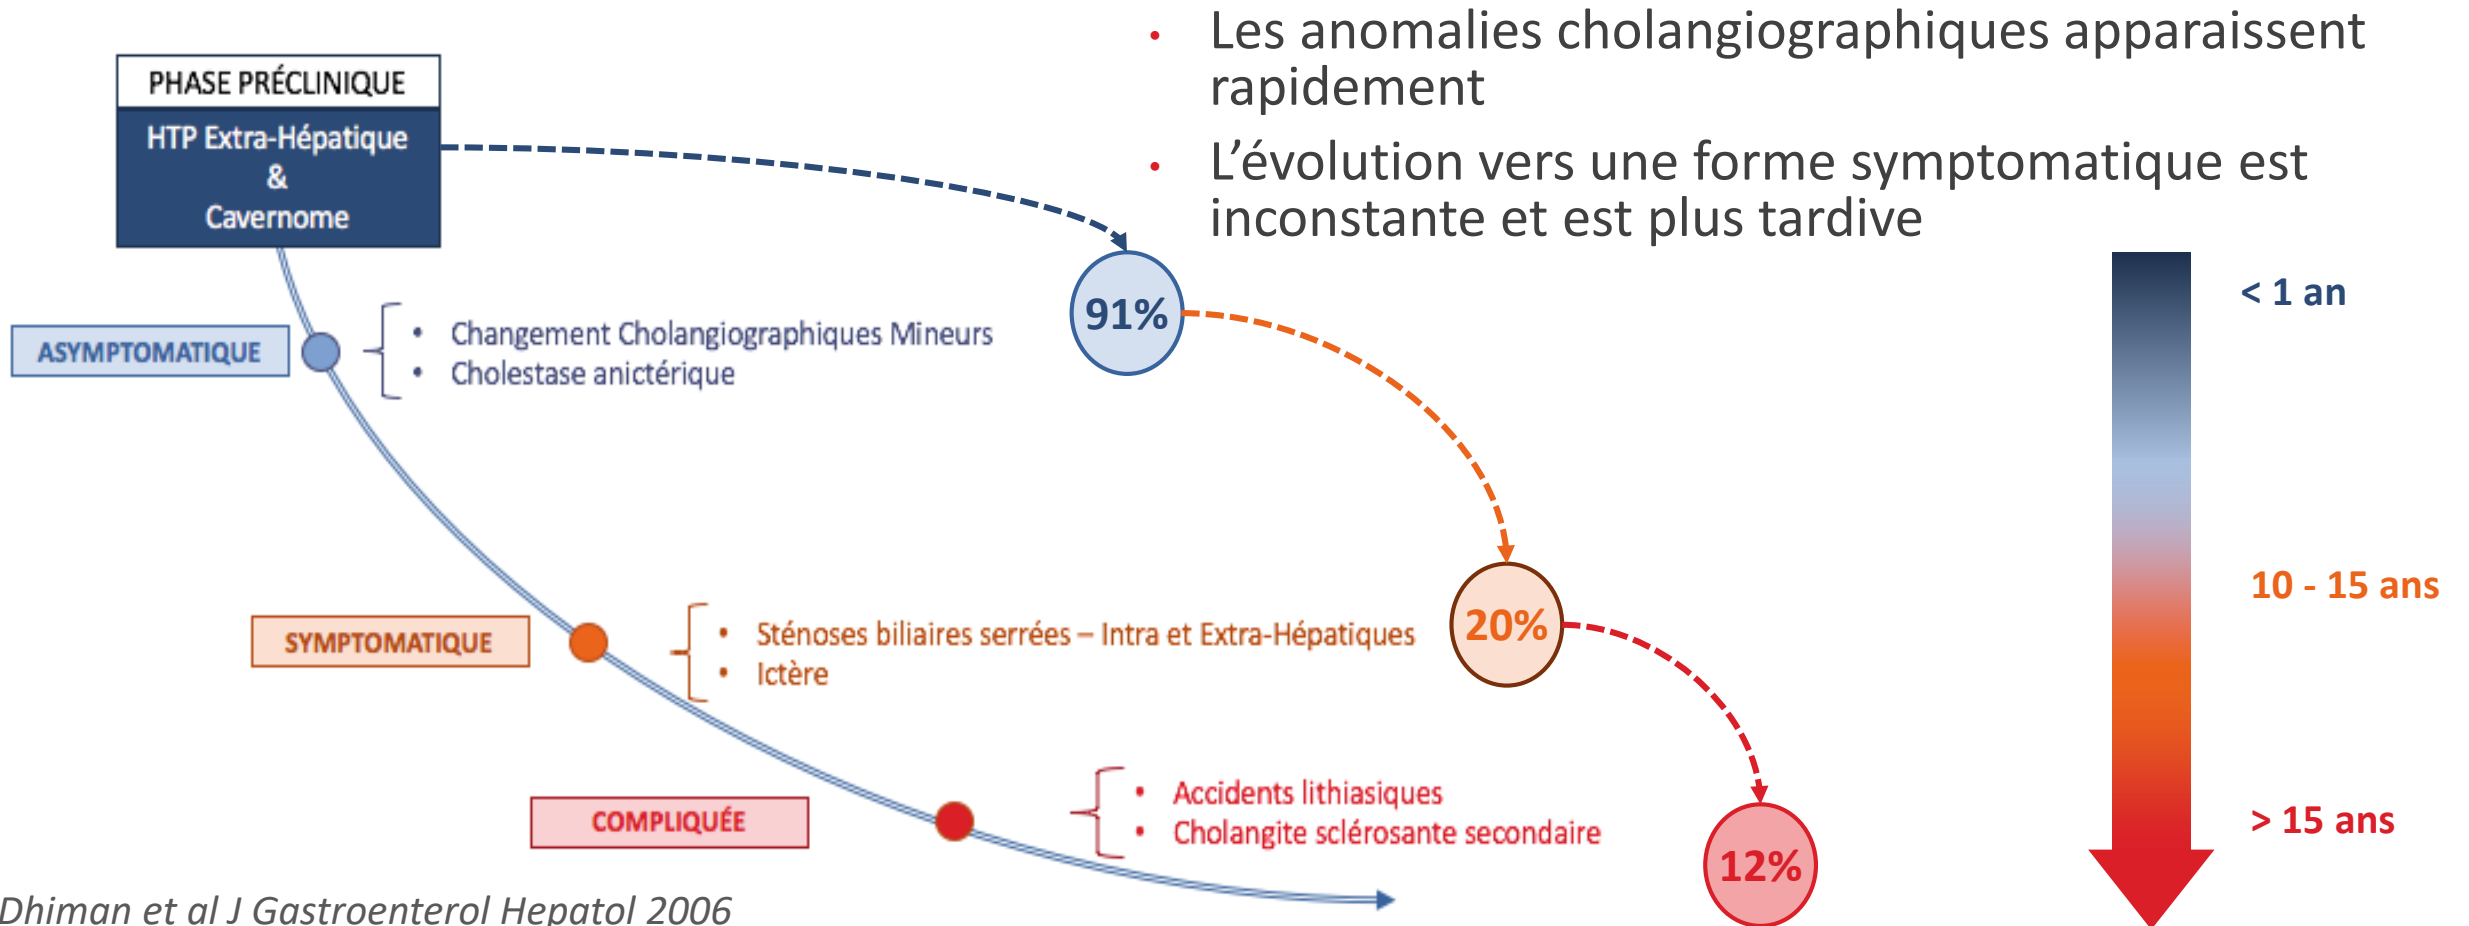 • Les anomalies cholangiographiques apparaissent
rapidement
• L’évolution vers une forme symptomatique est
inconstante et est plus tardive
PHASE PRÉCLINIQUE
HTP Extra-Hépatique
&
Cavernome
91%
< 1 an
ASYMPTOMATIQUE
• Changement Cholangiographiques Mineurs
• Cholestase anictérique
10 - 15 ans
20%
SYMPTOMATIQUE
• Sténoses biliaires serrées – Intra et Extra-Hépatiques
• Ictère
> 15 ans
COMPLIQUÉE
• Accidents lithiasiques
• Cholangite sclérosante secondaire
12%
Dhiman et al J Gastroenterol Hepatol 2006